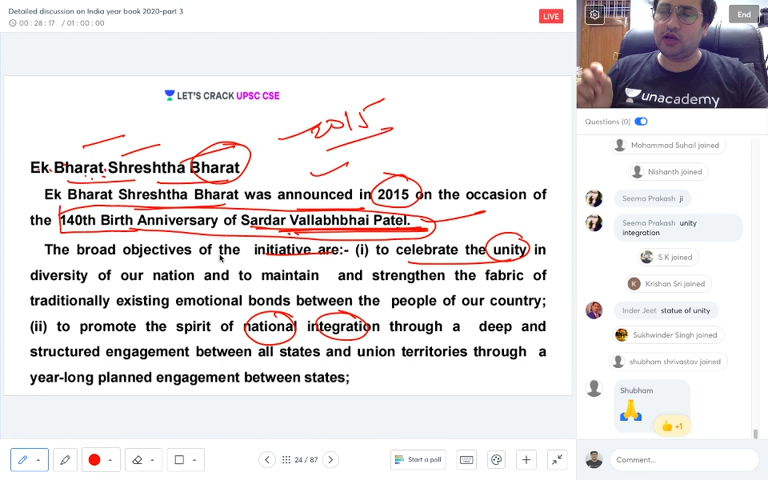 Detailed discussion on India year book 2020-part 3
00 : 28 : 17 / 01 : 00 : 00
LIVE
End
LET'S CRACK UPSC CSE
2015
Ek Bharat Shreshtha Bharat
Ek Bharat Shreshtha Bharat was announced in 2015 on the occasion of
the 140th Birth Anniversary of Sardar Vallabhbhai Patel.
The broad objectives of the initiative are:- (i) to celebrate the unity in
diversity of our nation and to maintain and strengthen the fabric of
traditionally existing emotional bonds between the people of our country;
(ii) to promote the spirit of national integration through a deep and
structured engagement between all states and union territories through a
year-long planned engagement between states;
24 / 87
Start a poll
unacademy
Questions (0)
Mohammad Suhail joined
Nishanth joined
Seema Prakash ji
Seema Prakash unity
integration
S K joined
K
Krishan Sri joined
Inder Jeet statue of unity
Sukhwinder Singh joined
shubham shrivastav joined
Shubham
+1
Comment...